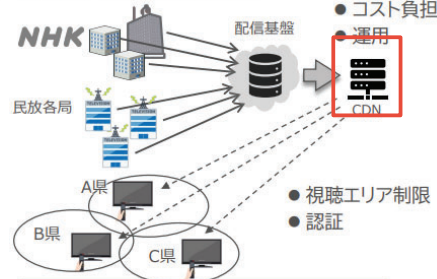 ● コスト負担
NHK
配信基盤
● 運用
民放各局
CDN
A県
● 視聴エリア制限
B県
● 認証
C県